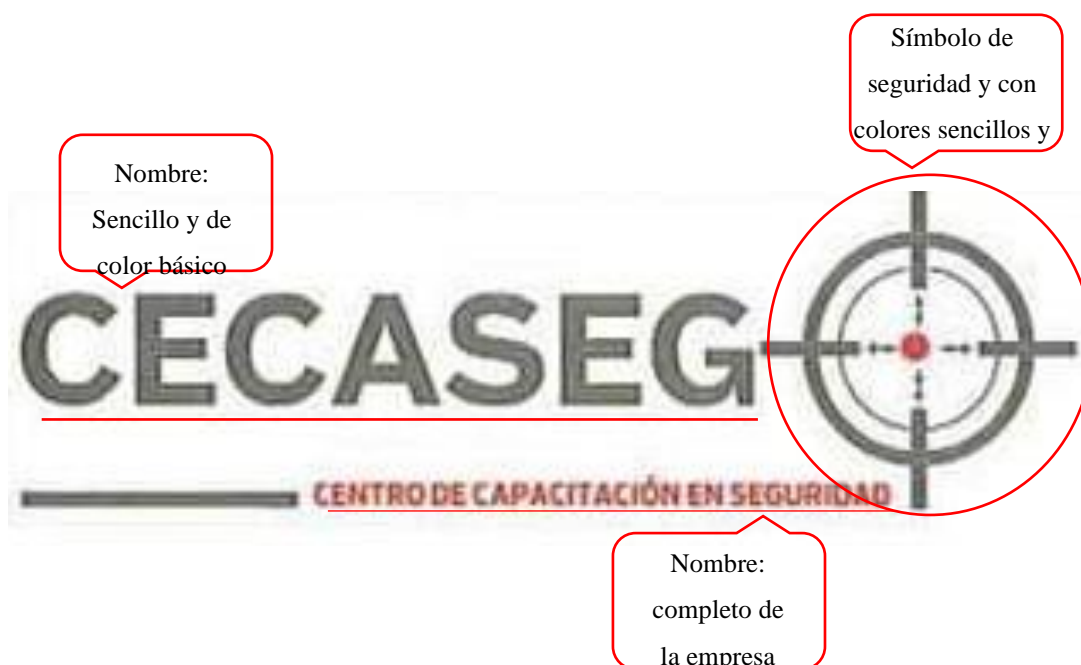 Símbolo de
seguridad y con
colores sencillos y
Nombre:
Sencillo y de
color básico
CECASEG
CENTRO DE CAPACITACIÓN EN SEGURIDAD
Nombre:
completo de
la empresa